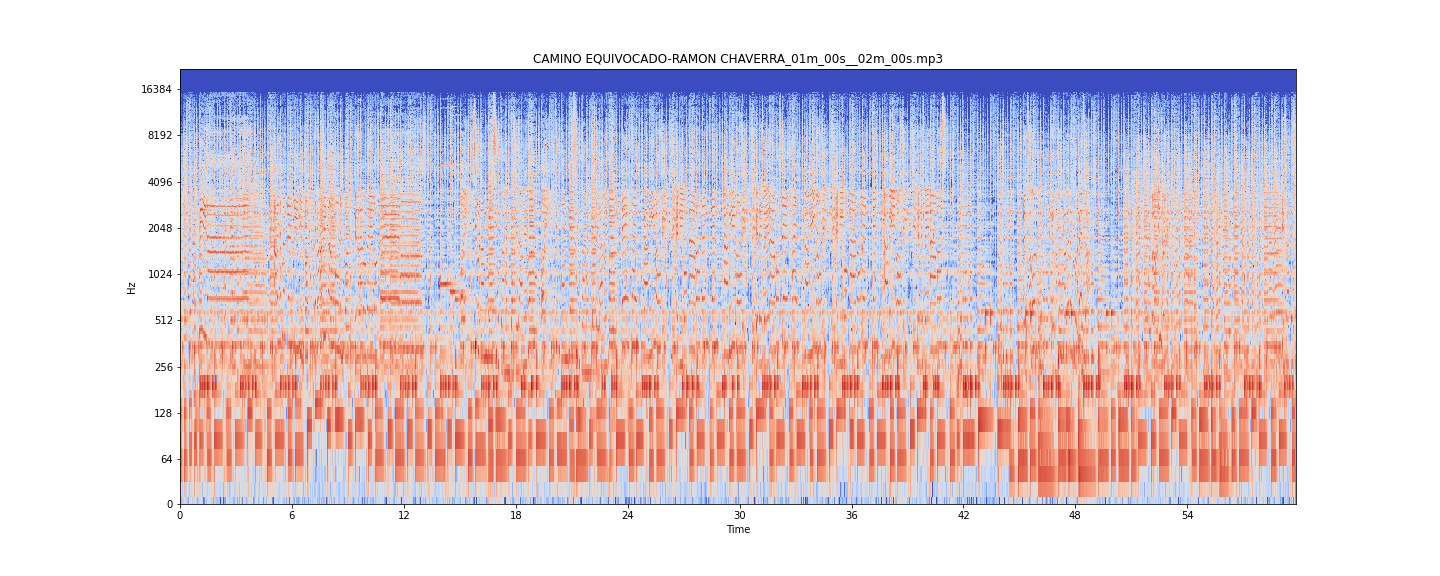 CAMINO EQUIVOCADO-RAMON CHAVERRA_01m_00s__02m_00s.mp3
16384
8192
4096
2048
1024
512
256
128
64
0
Hz
0 6 12 18 24 30 36 42 48 54
Time